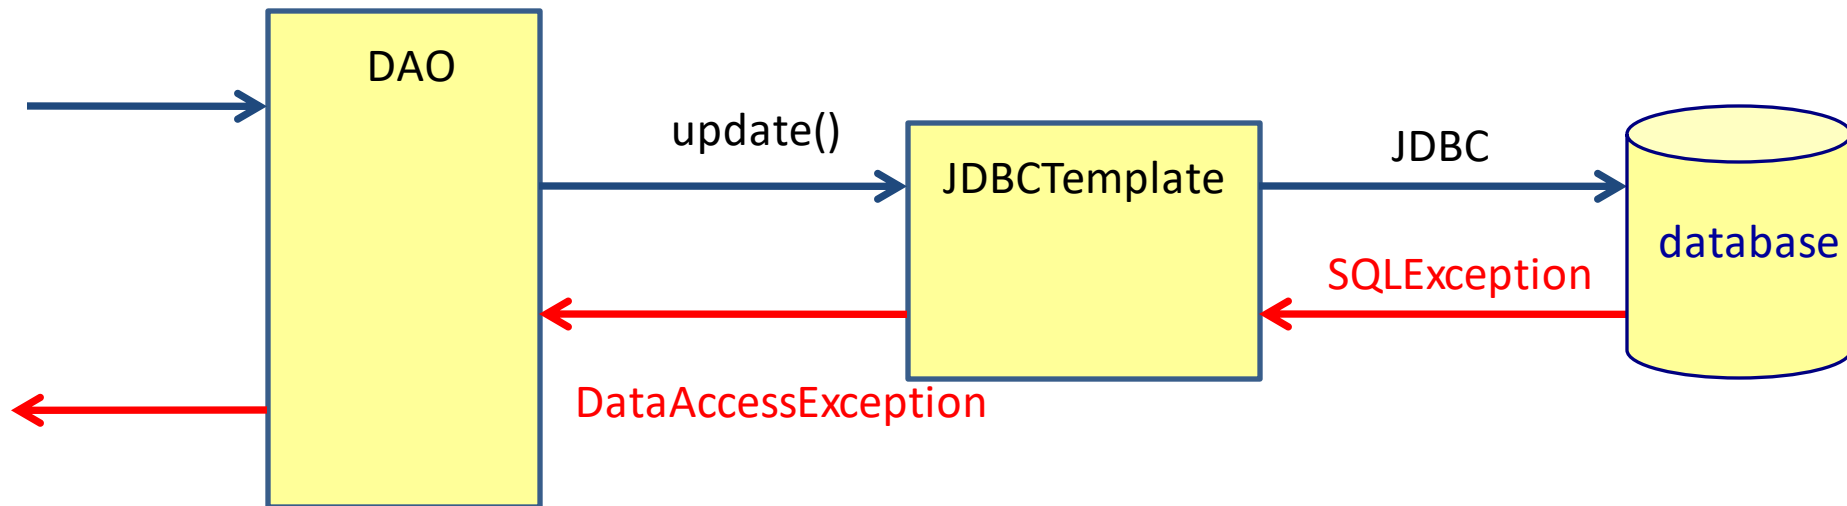 DAO
update()
JDBCTemplate
JDBC
database
SQLException
DataAccessException